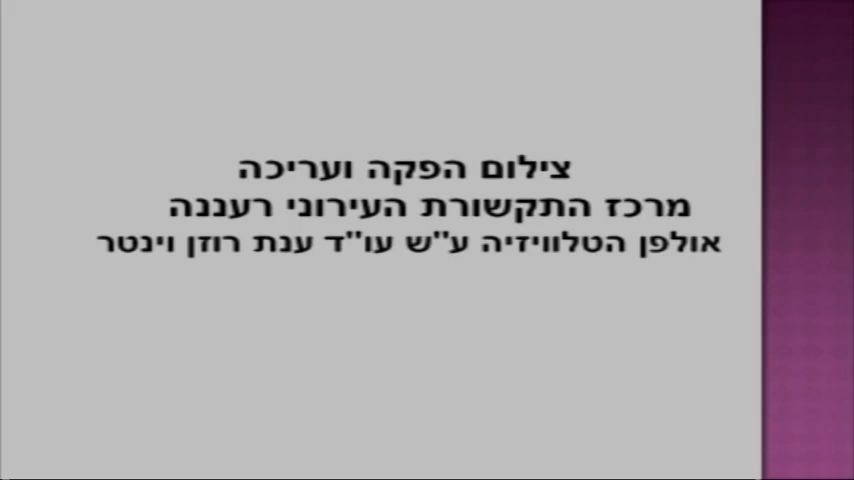 צילום הפקה ועריכה
מרכז התקשורת העירוני רעננה
אולפן הטלוויזיה ע''ש עו''ד ענת רוזן וינטר